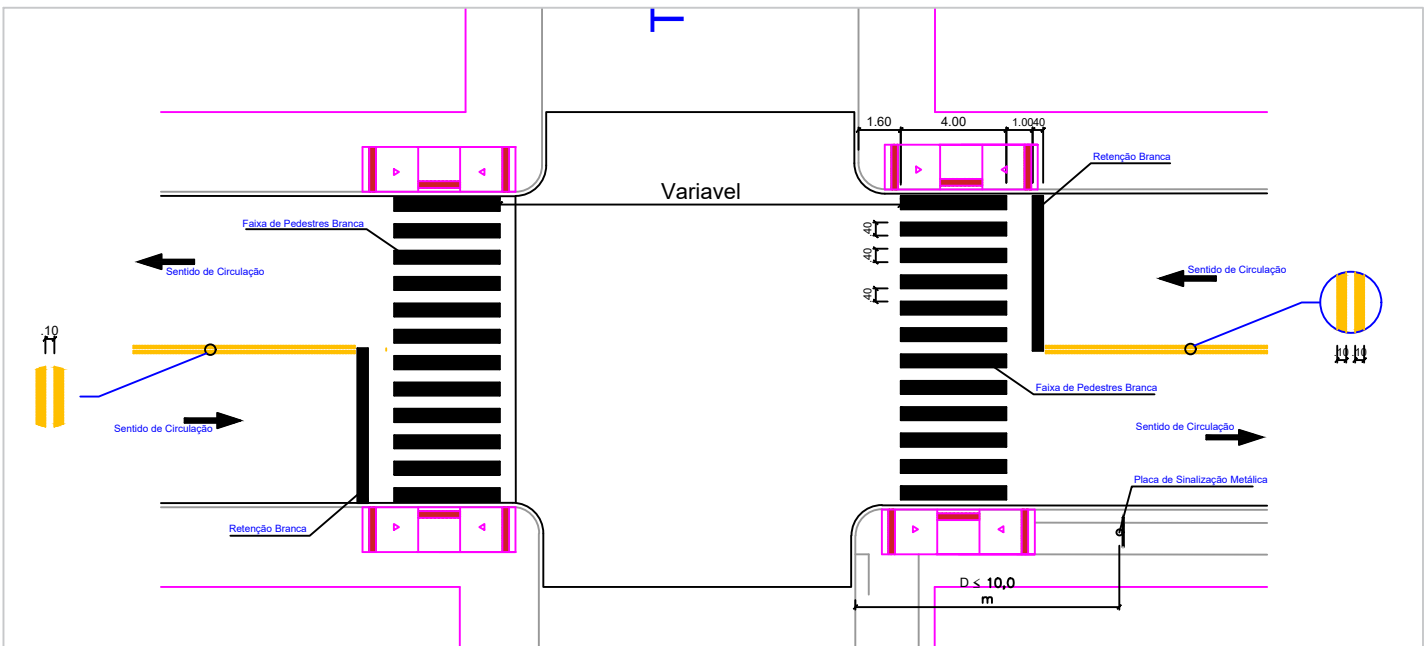 T
1.60
4.00
1.00
.40
Retenção Branca
Variavel
Faixa de Pedestres Branca
.40
.40
.40
Sentido de Circulação
Sentido de Circulação
.10
.10
.10
Faixa de Pedestres Branca
Sentido de Circulação
Sentido de Circulação
Placa de Sinalização Metálica
Retenção Branca
D < 10,0
m